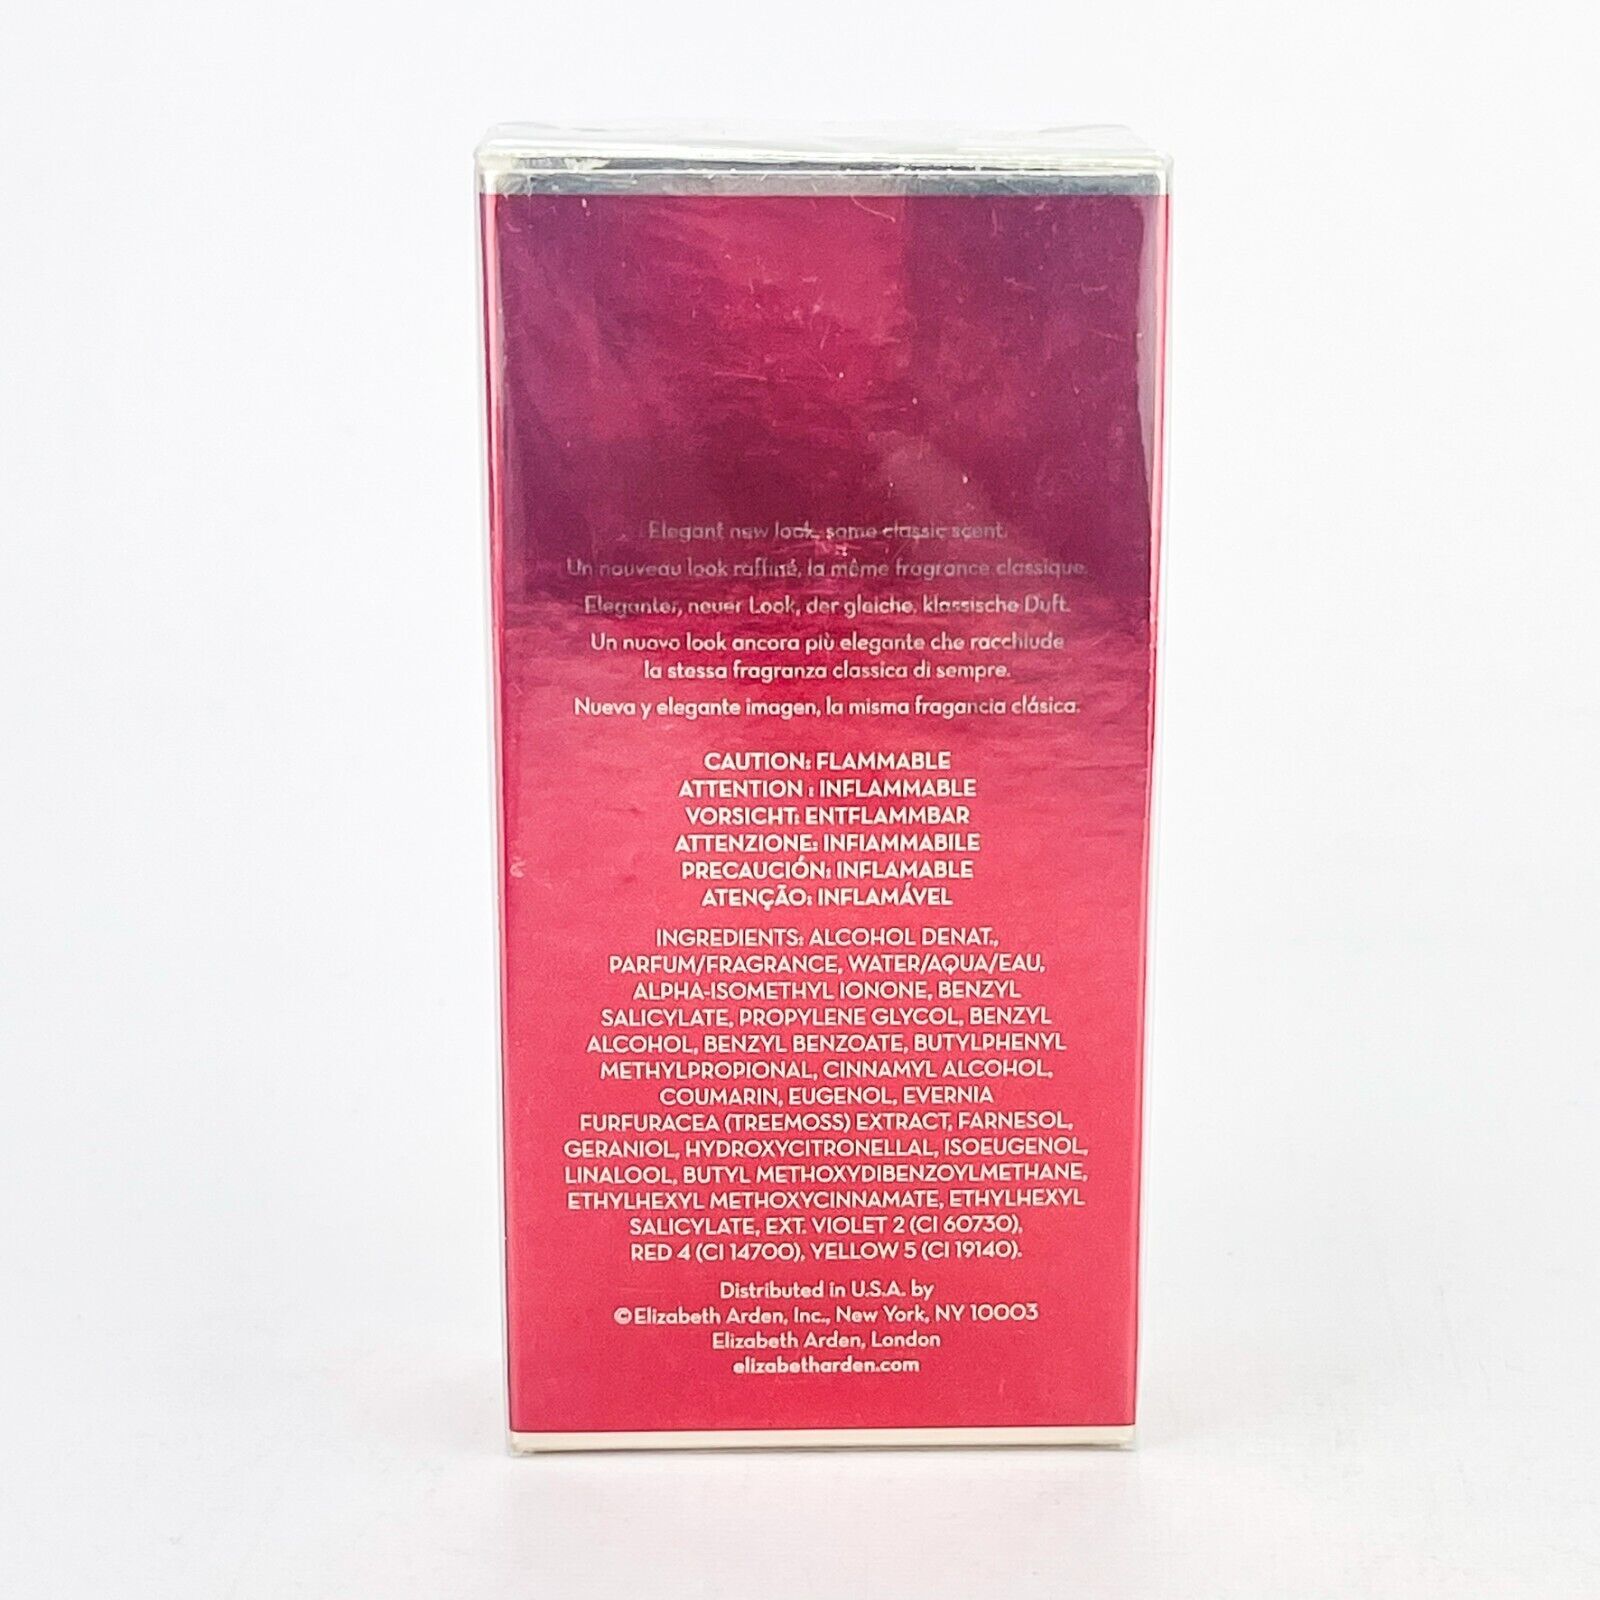 Elegant new look, same classic scent.
Un nouveau look raffiné, la même fragrance classique.
Eleganter, neuer Look, der gleiche, klassische Duft.
Un nuovo look ancora più elegante che racchiude
la stessa fragranza classica di sempre.
Nueva y elegante imagen, la misma fragancia clásica.
CAUTION: FLAMMABLE
ATTENTION : INFLAMMABLE
VORSICHT: ENTFLAMMBAR
ATTENZIONE: INFIAMMABILE
PRECAUCIÓN: INFLAMABLE
ATENÇÃO: INFLAMÁVEL
INGREDIENTS: ALCOHOL DENAT.,
PARFUM/FRAGRANCE, WATER/AQUA/EAU,
ALPHA-ISOMETHYL IONONE, BENZYL
SALICYLATE, PROPYLENE GLYCOL, BENZYL
ALCOHOL, BENZYL BENZOATE, BUTYLPHENYL
METHYLPROPIONAL, CINNAMYL ALCOHOL,
COUMARIN, EUGENOL, EVERNIA
FURFURACEA (TREEMOSS) EXTRACT, FARNESOL,
GERANIOL, HYDROXYCITRONELLAL, ISOEUGENOL,
LINALOOL, BUTYL METHOXYDIBENZOYLMETHANE,
ETHYLHEXYL METHOXYCINNAMATE, ETHYLHEXYL
SALICYLATE, EXT. VIOLET 2 (CI 60730),
RED 4 (CI 14700), YELLOW 5 (CI 19140).
Distributed in U.S.A. by
©Elizabeth Arden, Inc., New York, NY 10003
Elizabeth Arden, London
elizabetharden.com